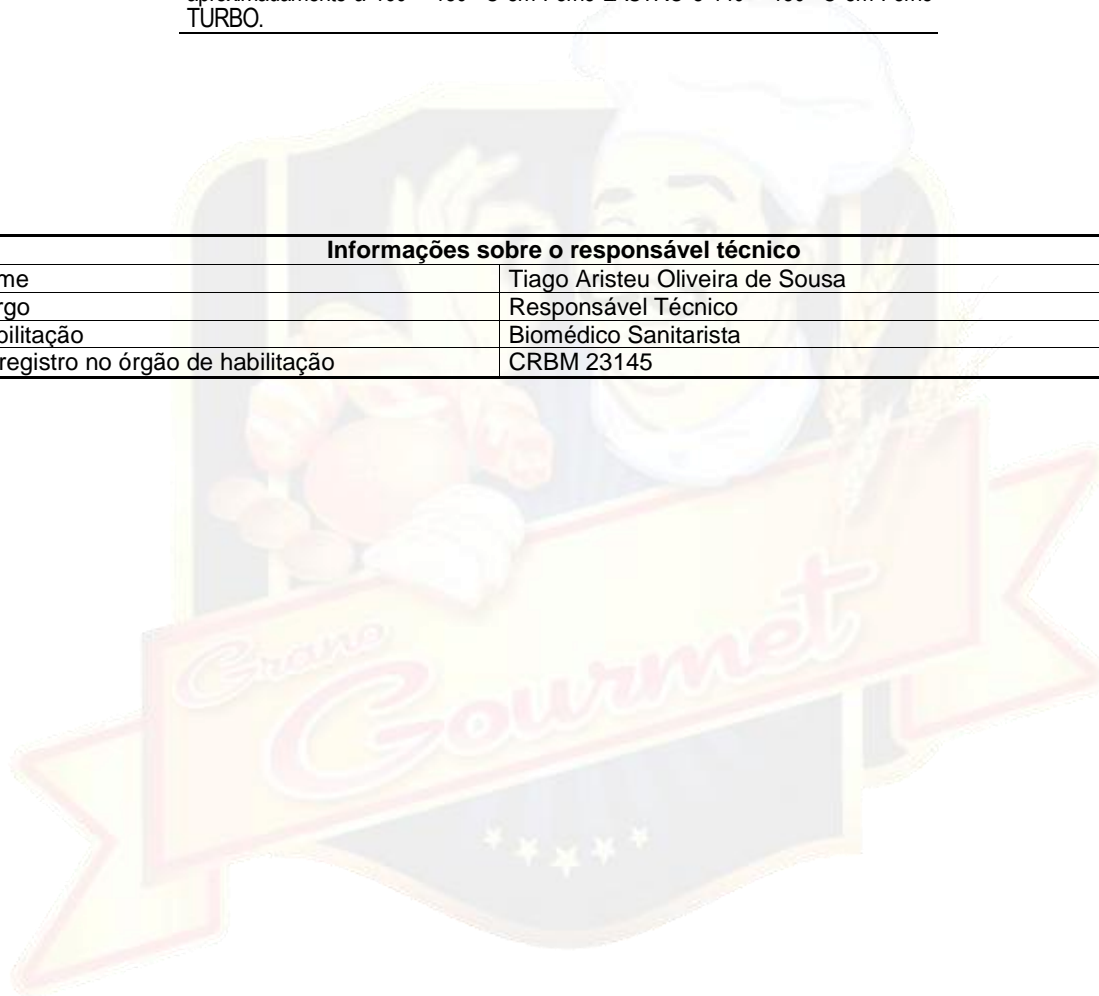 TURBO.
Informações sobre o responsável técnico
me Tiago Aristeu Oliveira de Sousa
rgo Responsável Técnico
bilitação Biomédico Sanitarista
registro no órgão de habilitação CRBM 23145
Grano
Gourmet